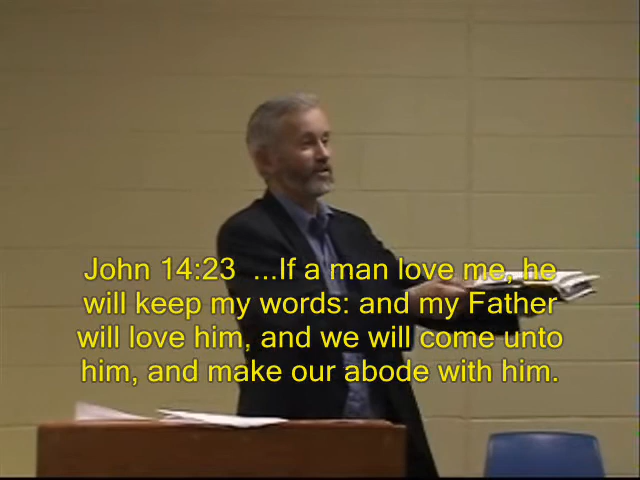 John 14:23  ...If a man love me, he
will keep my words: and my Father
will love him, and we will come unto
him, and make our abode with him.